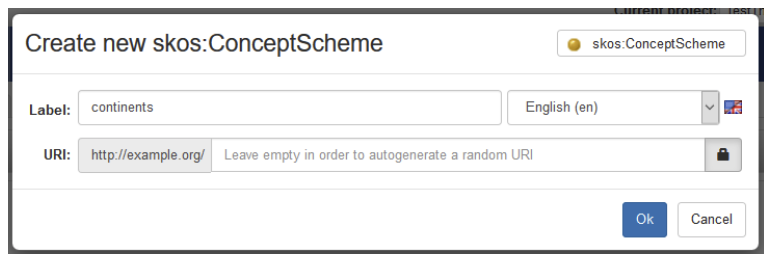 Current project: Test
Create new skos:ConceptScheme
skos:ConceptScheme
Label: continents English (en)
URI: http://example.org/ Leave empty in order to autogenerate a random URI
Ok Cancel